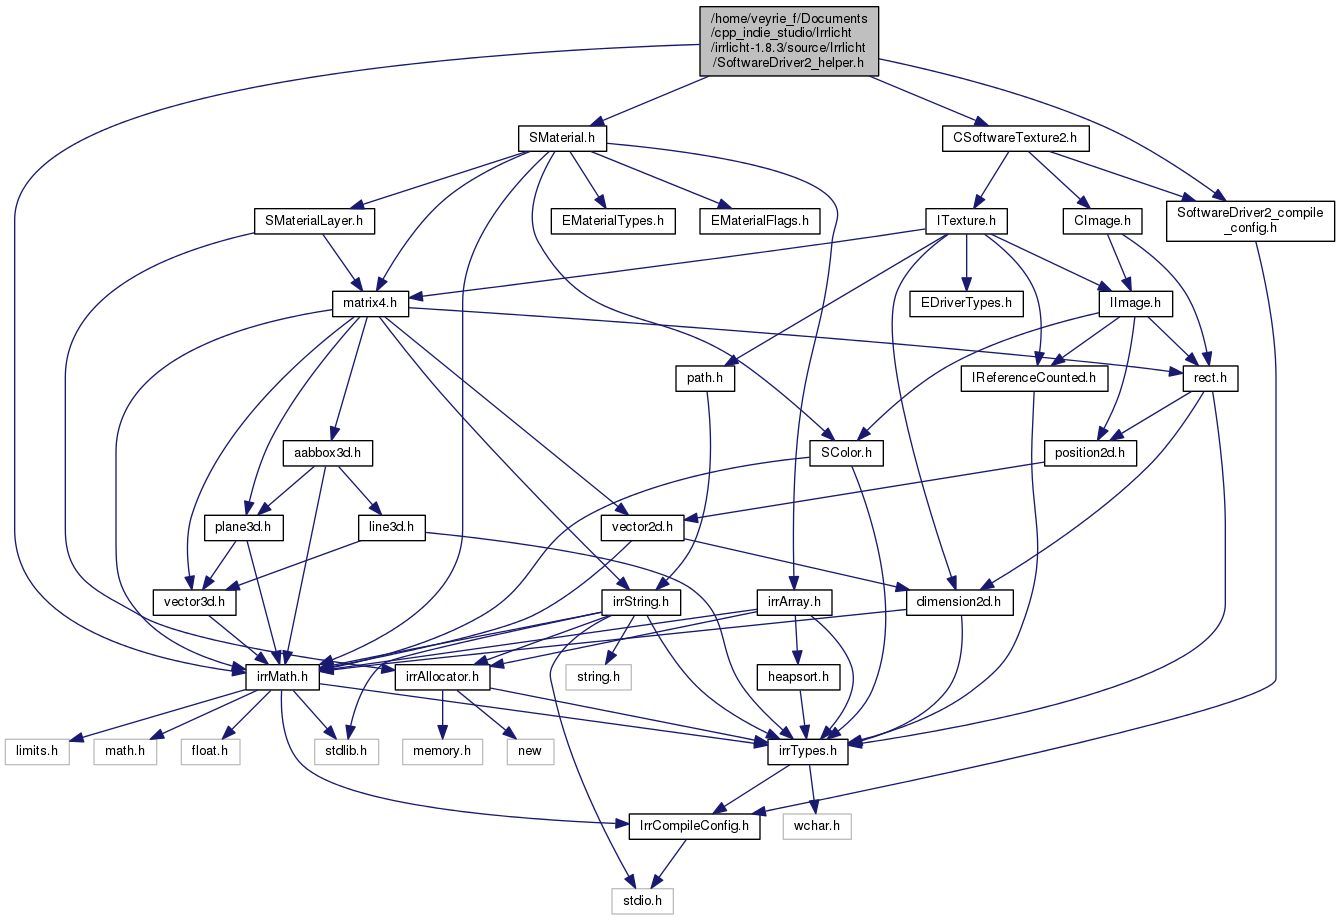 /home/veyrie_f/Documents
/cpp_indie_studio/Irrlicht
/irrlicht-1.8.3/source/Irrlicht
/SoftwareDriver2_helper.h
SMaterial.h
CSoftwareTexture2.h
SMaterialLayer.h
EMaterialTypes.h
EMaterialFlags.h
ITexture.h
CImage.h
SoftwareDriver2_compile
_config.h
matrix4.h
EDriverTypes.h
IImage.h
path.h
IReferenceCounted.h
rect.h
aabbox3d.h
SColor.h
position2d.h
plane3d.h
line3d.h
vector2d.h
vector3d.h
irrString.h
irrArray.h
dimension2d.h
irrMath.h
irrAllocator.h
string.h
heapsort.h
limits.h
math.h
float.h
stdlib.h
memory.h
new
irrTypes.h
IrrCompileConfig.h
wchar.h
stdio.h